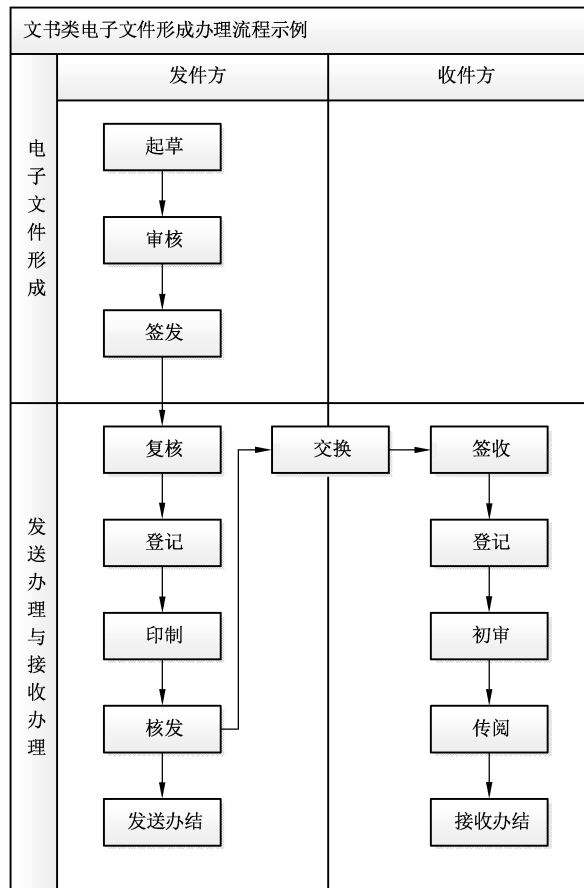 文书类电子文件形成办理流程示例
发件方
收件方
电子文件形成
起草
审核
签发
发送办理与接收办理
复核
交换
签收
登记
登记
印制
初审
核发
传阅
发送办结
接收办结